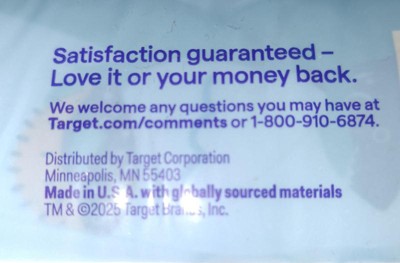 Satisfaction guaranteed –
Love it or your money back.
We welcome any questions you may have at
Target.com/comments or 1-800-910-6874.
Distributed by Target Corporation
Minneapolis, MN 55403
Made in U.S.A. with globally sourced materials
TM & ©2025 Target Brands, Inc.